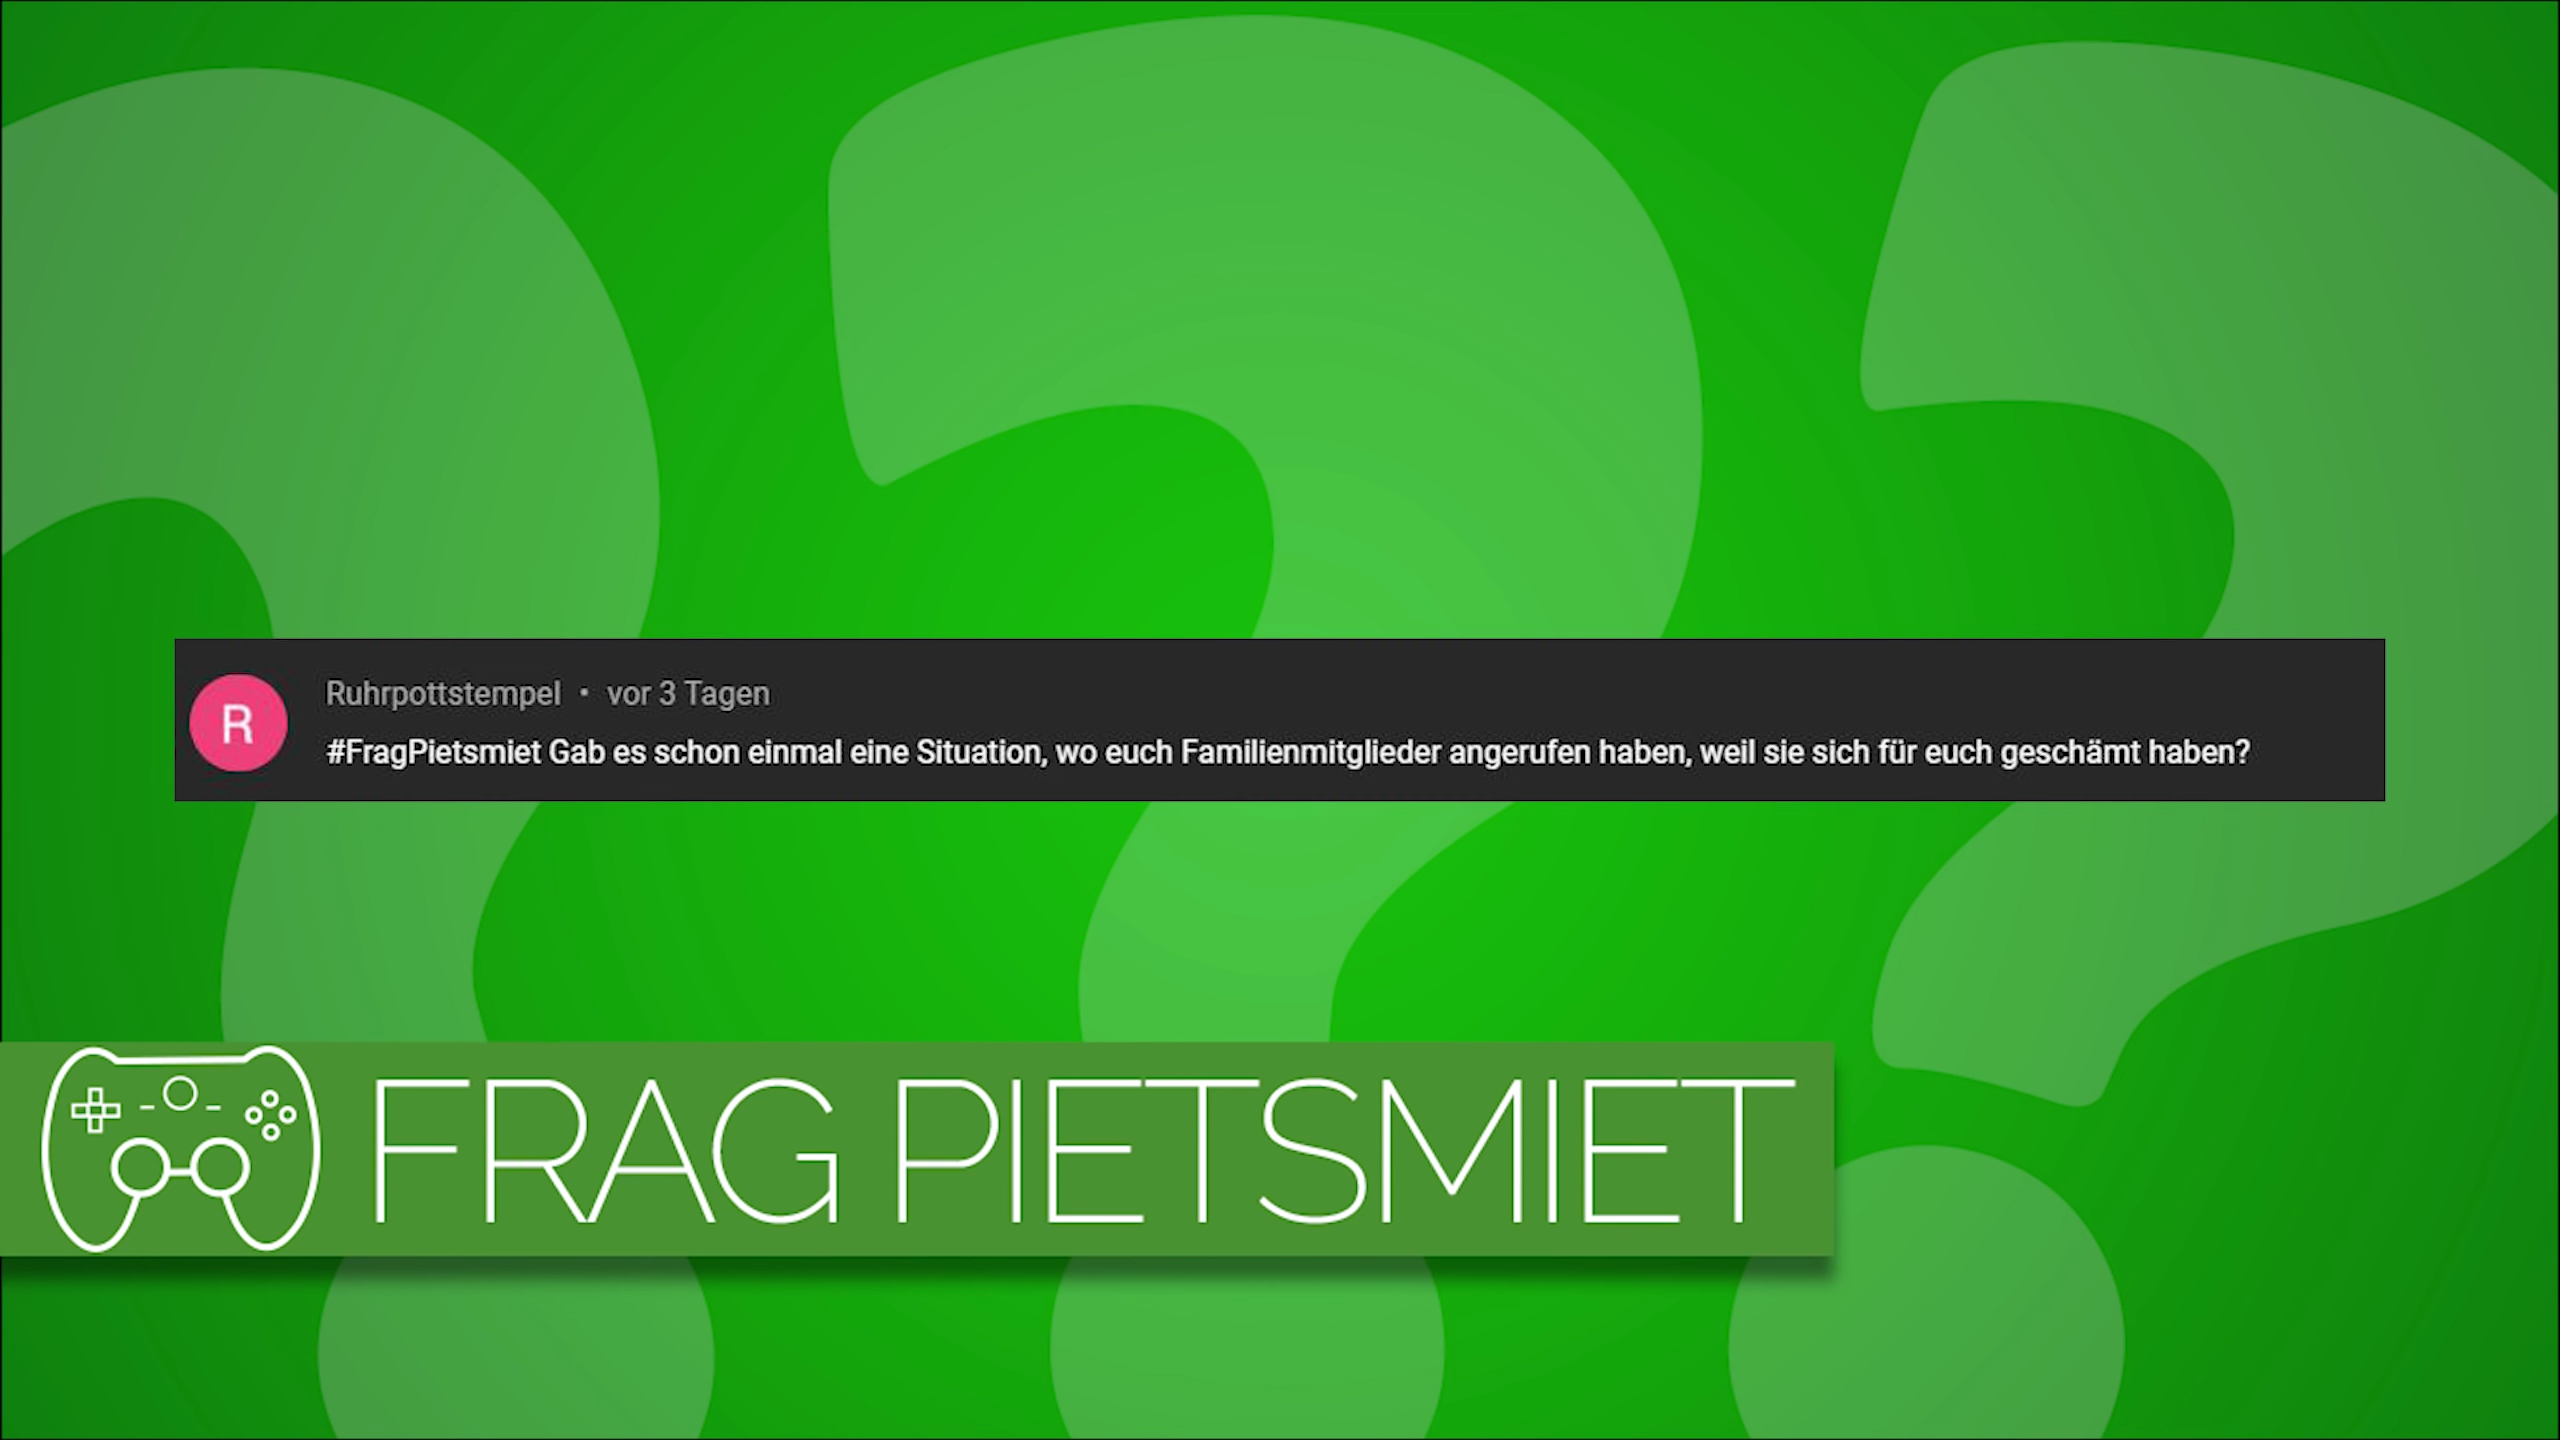 R
Ruhrpottstempel • vor 3 Tagen
#FragPietsmiet Gab es schon einmal eine Situation, wo euch Familienmitglieder angerufen haben, weil sie sich für euch geschämt haben?
FRAG PIETSMIET